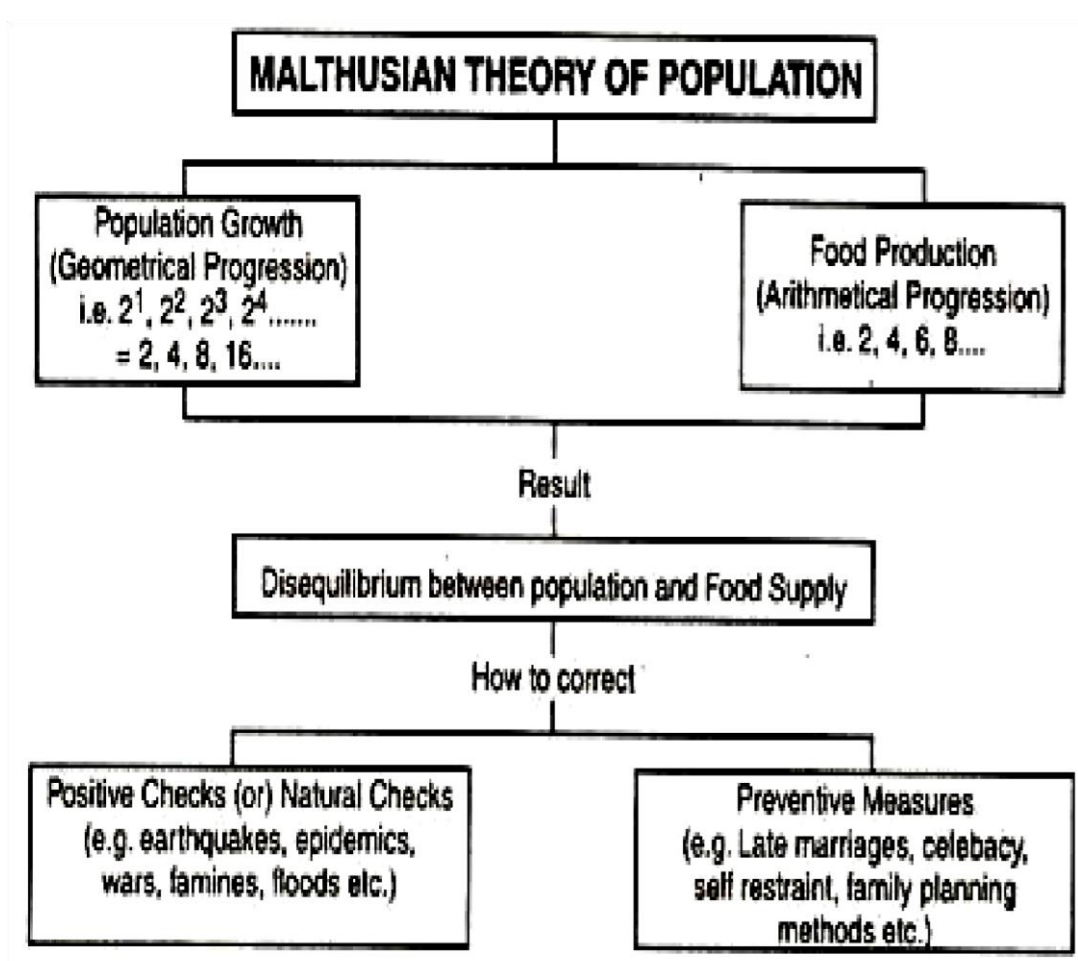 MALTHUSIAN THEORY OF POPULATION
Population Growth
(Geometrical Progression)
i.e. 2¹, 2², 2³, 2⁴.......
= 2, 4, 8, 16....
Food Production
(Arithmetical Progression)
i.e. 2, 4, 6, 8....
Result
Disequilibrium between population and Food Supply
How to correct
Positive Checks (or) Natural Checks
(e.g. earthquakes, epidemics,
wars, famines, floods etc.)
Preventive Measures
(e.g. Late marriages, celebacy,
self restraint, family planning
methods etc.)